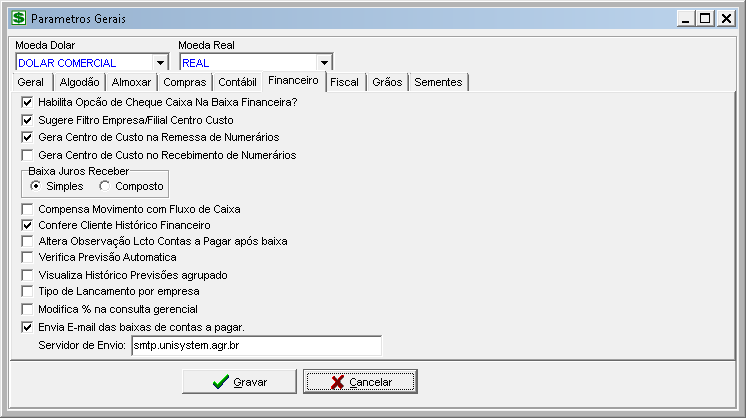 Parametros Gerais
Moeda Dolar Moeda Real
DOLAR COMERCIAL REAL
Geral Algodão Almoxar Compras Contábil Financeiro Fiscal Grãos Sementes
Habilita Opcão de Cheque Caixa Na Baixa Financeira?
Sugere Filtro Empresa/Filial Centro Custo
Gera Centro de Custo na Remessa de Numerários
Gera Centro de Custo no Recebimento de Numerários
Baixa Juros Receber
Simples Composto
Compensa Movimento com Fluxo de Caixa
Confere Cliente Histórico Financeiro
Altera Observação Lcto Contas a Pagar após baixa
Verifica Previsão Automatica
Visualiza Histórico Previsões agrupado
Tipo de Lancamento por empresa
Modifica % na consulta gerencial
Envia E-mail das baixas de contas a pagar.
Servidor de Envio: smtp.unisystem.agr.br
Gravar Cancelar